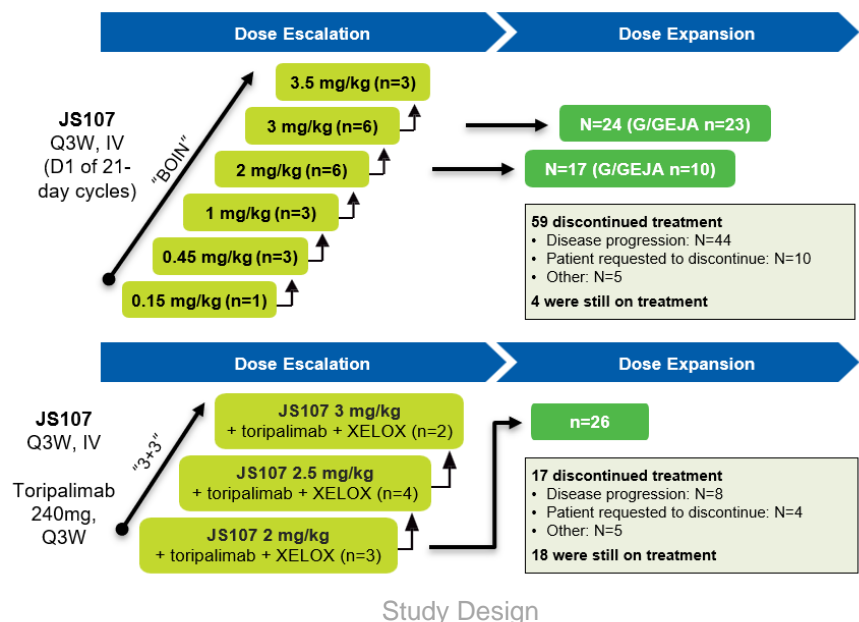 Dose Escalation
Dose Expansion
JS107
Q3W, IV
(D1 of 21-
day cycles)
"BOIN"
3.5 mg/kg (n=3)
3 mg/kg (n=6)
2 mg/kg (n=6)
1 mg/kg (n=3)
0.45 mg/kg (n=3)
0.15 mg/kg (n=1)
N=24 (G/GEJA n=23)
N=17 (G/GEJA n=10)
59 discontinued treatment
• Disease progression: N=44
• Patient requested to discontinue: N=10
• Other: N=5
4 were still on treatment
Dose Escalation
Dose Expansion
JS107
Q3W, IV
Toripalimab
240mg,
Q3W
"3+3"
JS107 3 mg/kg
+ toripalimab + XELOX (n=2)
JS107 2.5 mg/kg
+ toripalimab + XELOX (n=4)
JS107 2 mg/kg
+ toripalimab + XELOX (n=3)
n=26
17 discontinued treatment
• Disease progression: N=8
• Patient requested to discontinue: N=4
• Other: N=5
18 were still on treatment
Study Design